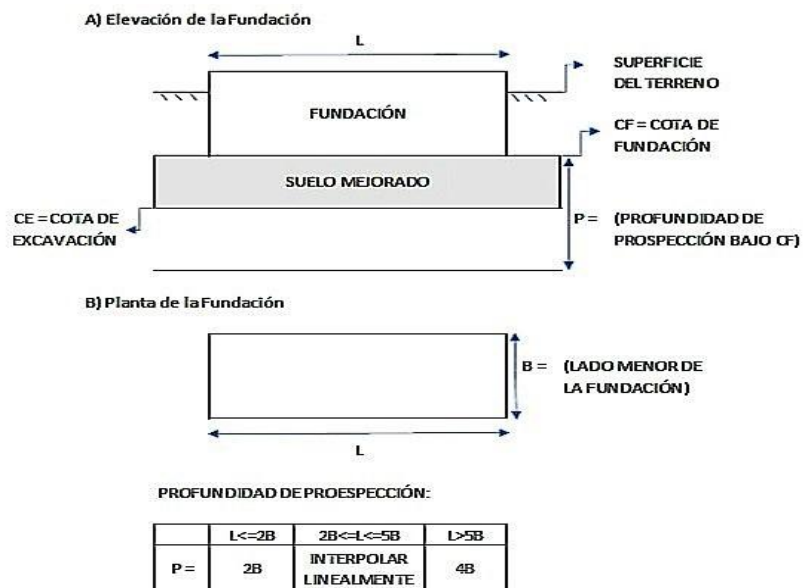 A) Elevación de la Fundación
L
SUPERFICIE
DEL TERRENO
FUNDACIÓN
CF = COTA DE
FUNDACIÓN
SUELO MEJORADO
CE = COTA DE
EXCAVACIÓN
P = (PROFUNDIDAD DE
PROSPECCIÓN BAJO CF)
B) Planta de la Fundación
B = (LADO MENOR DE
LA FUNDACIÓN)
L
PROFUNDIDAD DE PROESPECCIÓN:
L<=2B 2B<=L<=5B L>5B
P = 2B INTERPOLAR LINEALMENTE 4B